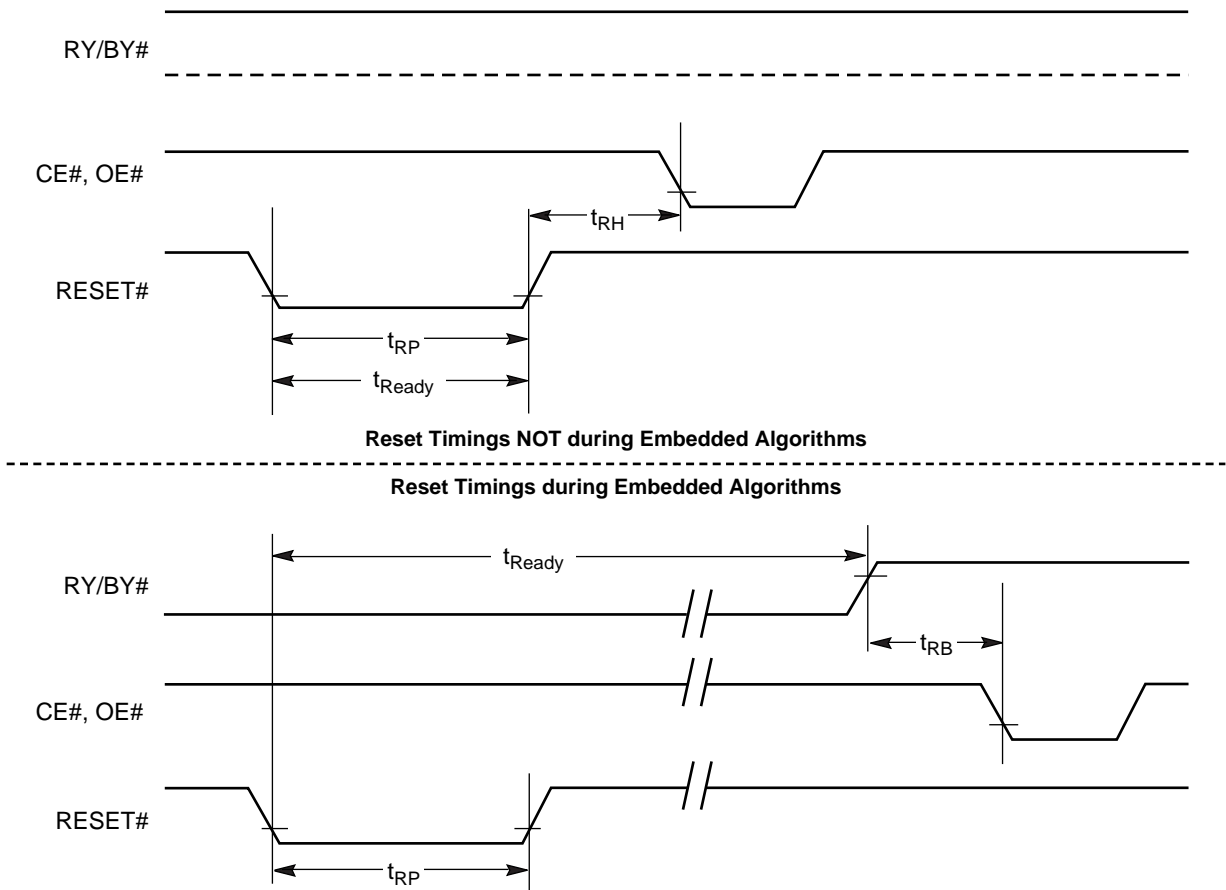 RY/BY#
CE#, OE#
tRH
RESET#
tRP
tReady
Reset Timings NOT during Embedded Algorithms
Reset Timings during Embedded Algorithms
tReady
RY/BY#
tRB
CE#, OE#
RESET#
tRP